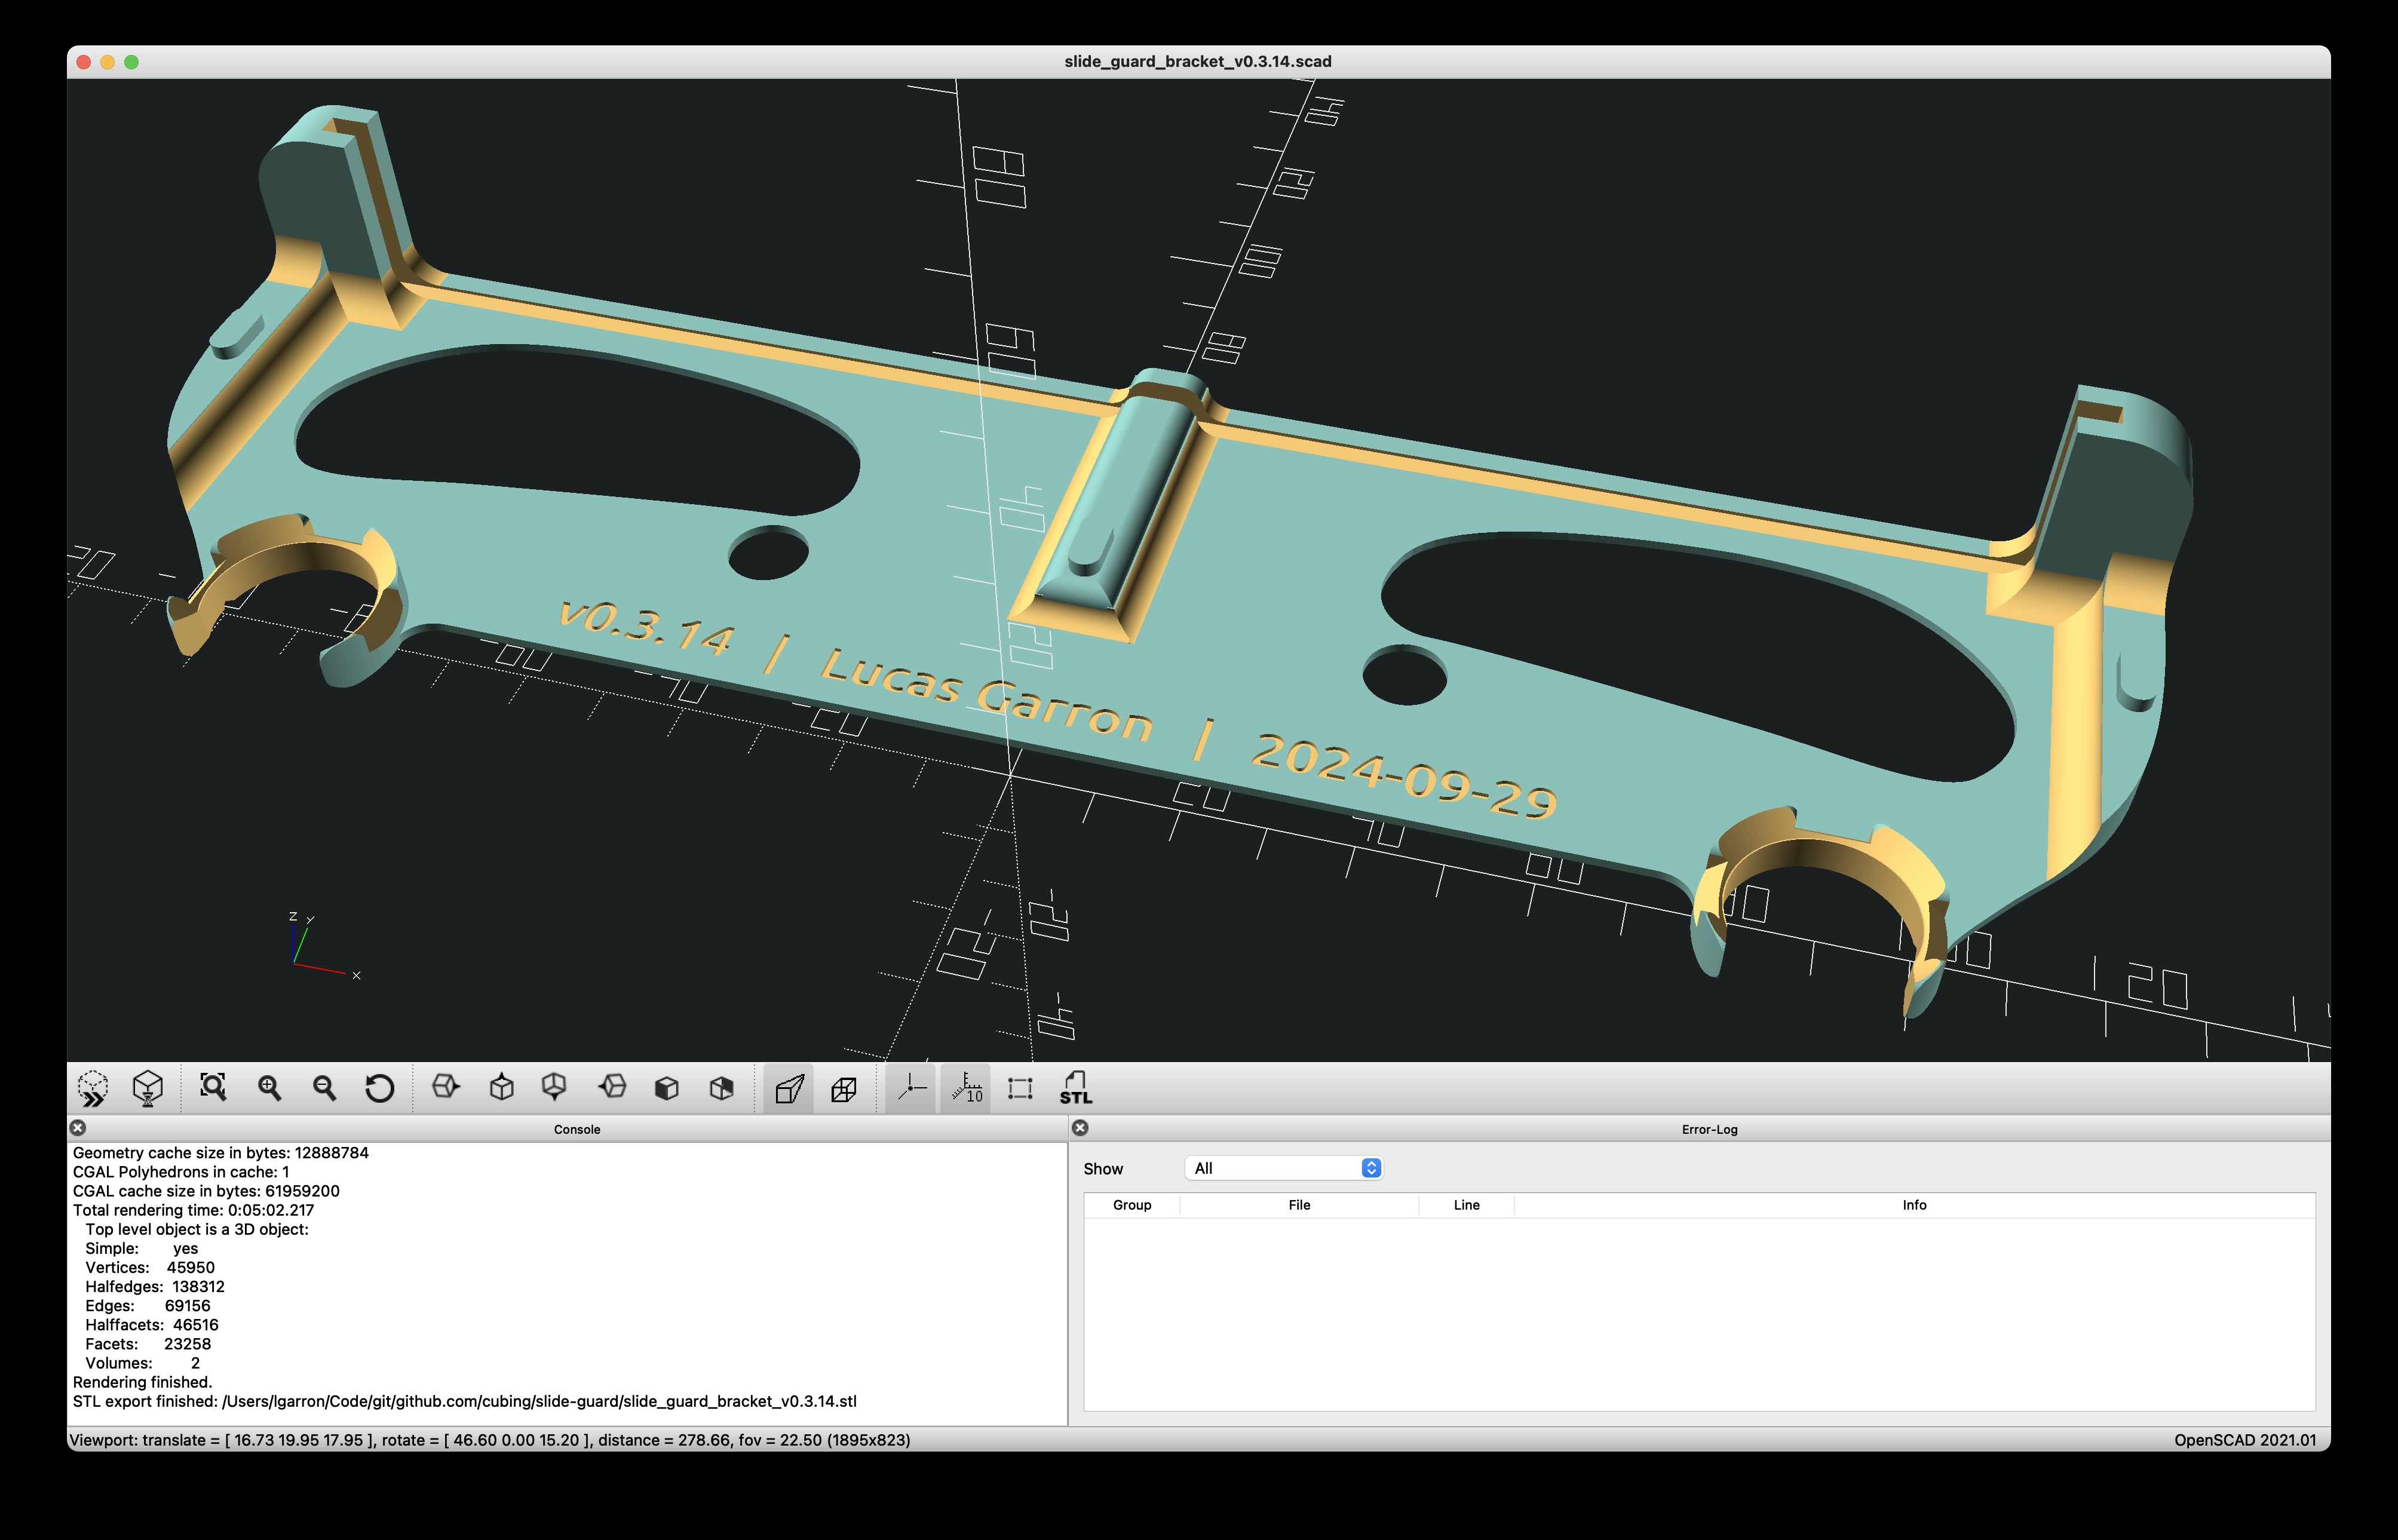 slide_guard_bracket_v0.3.14.scad
v0.3.14 | Lucas Garron | 2024-09-29
Z
Y
X
10
STL
Console
Geometry cache size in bytes: 12888784
CGAL Polyhedrons in cache: 1
CGAL cache size in bytes: 61959200
Total rendering time: 0:05:02.217
Top level object is a 3D object:
Simple: yes
Vertices: 45950
Halfedges: 138312
Edges: 69156
Halffacets: 46516
Facets: 23258
Volumes: 2
Rendering finished.
STL export finished: /Users/lgarron/Code/git/github.com/cubing/slide-guard/slide_guard_bracket_v0.3.14.stl
Error-Log
Show All
Group File Line Info
Viewport: translate = [ 16.73 19.95 17.95 ], rotate = [ 46.60 0.00 15.20 ], distance = 278.66, fov = 22.50 (1895x823)
OpenSCAD 2021.01